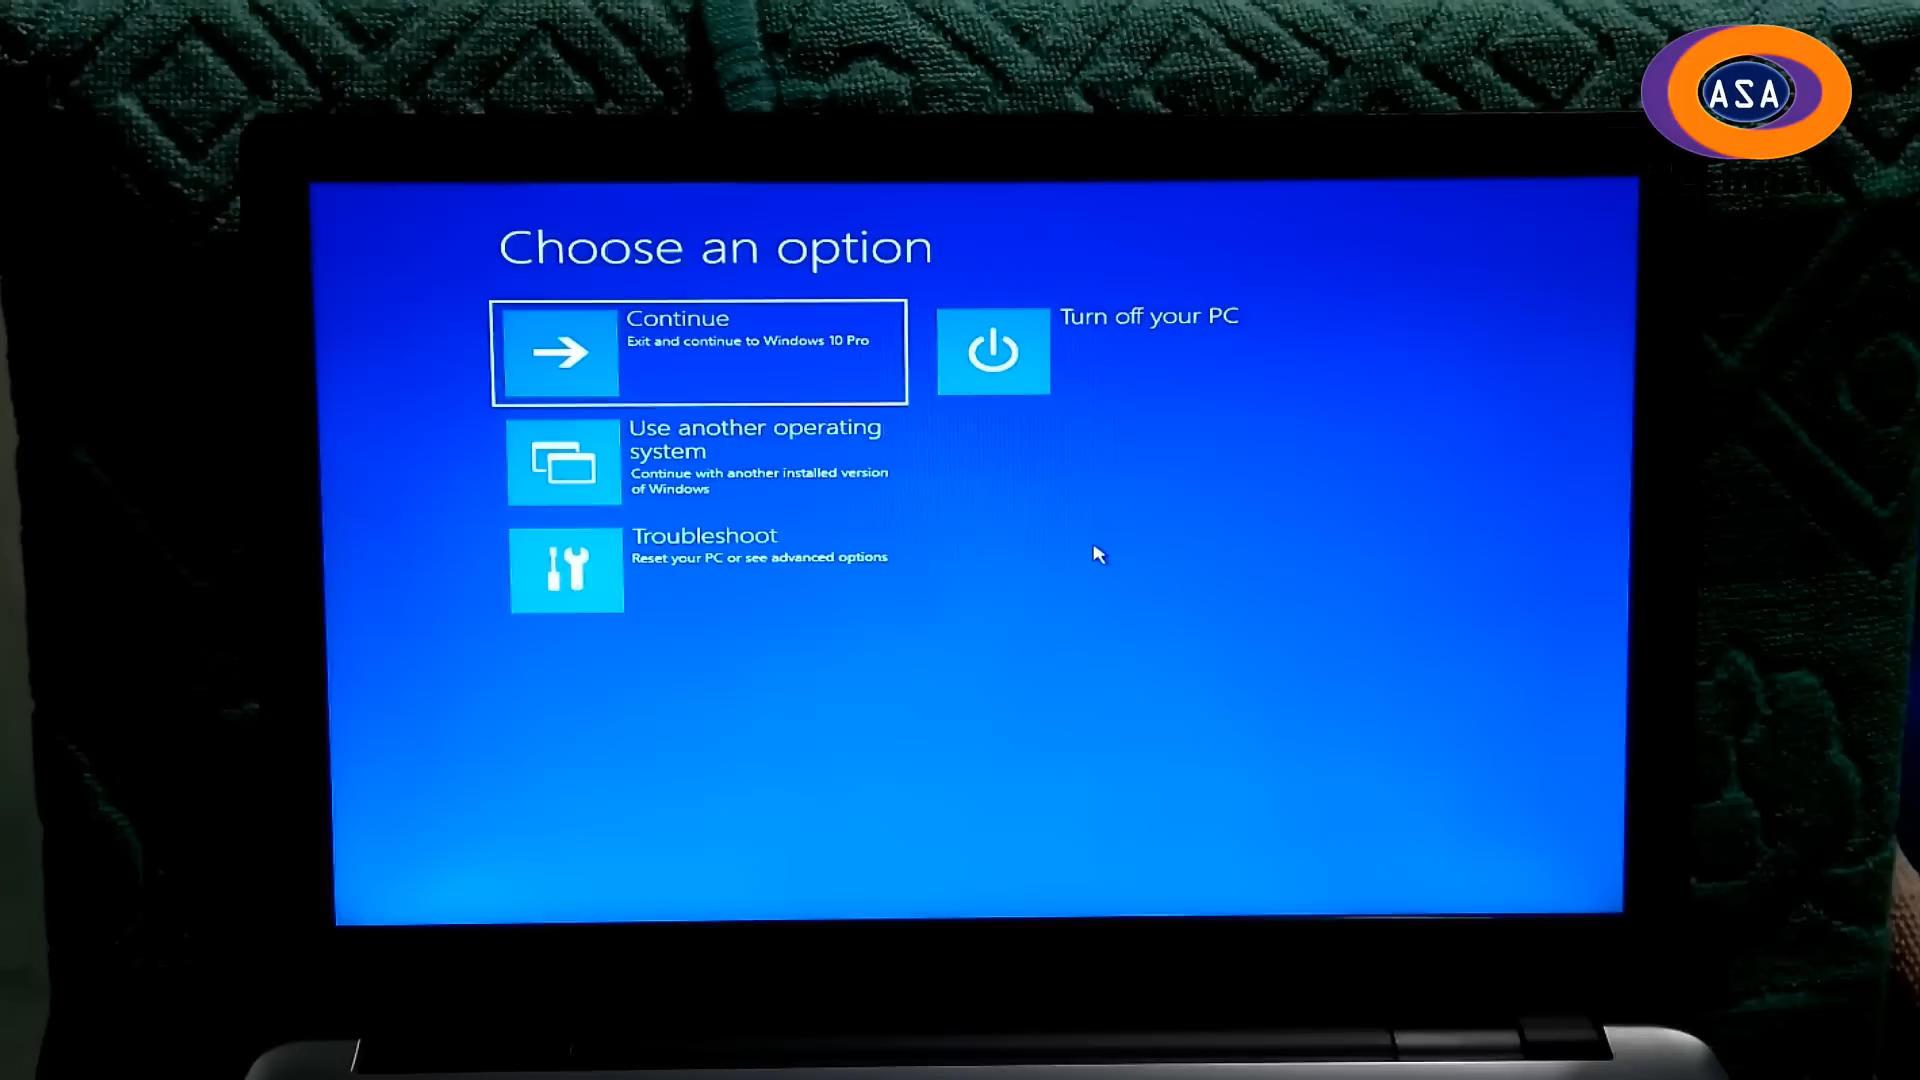 ASA
Choose an option
Continue
Exit and continue to Windows 10 Pro
Turn off your PC
Use another operating
system
Continue with another installed version
of Windows
Troubleshoot
Reset your PC or see advanced options